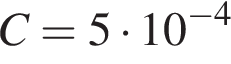 C = 5 · 10⁻⁴